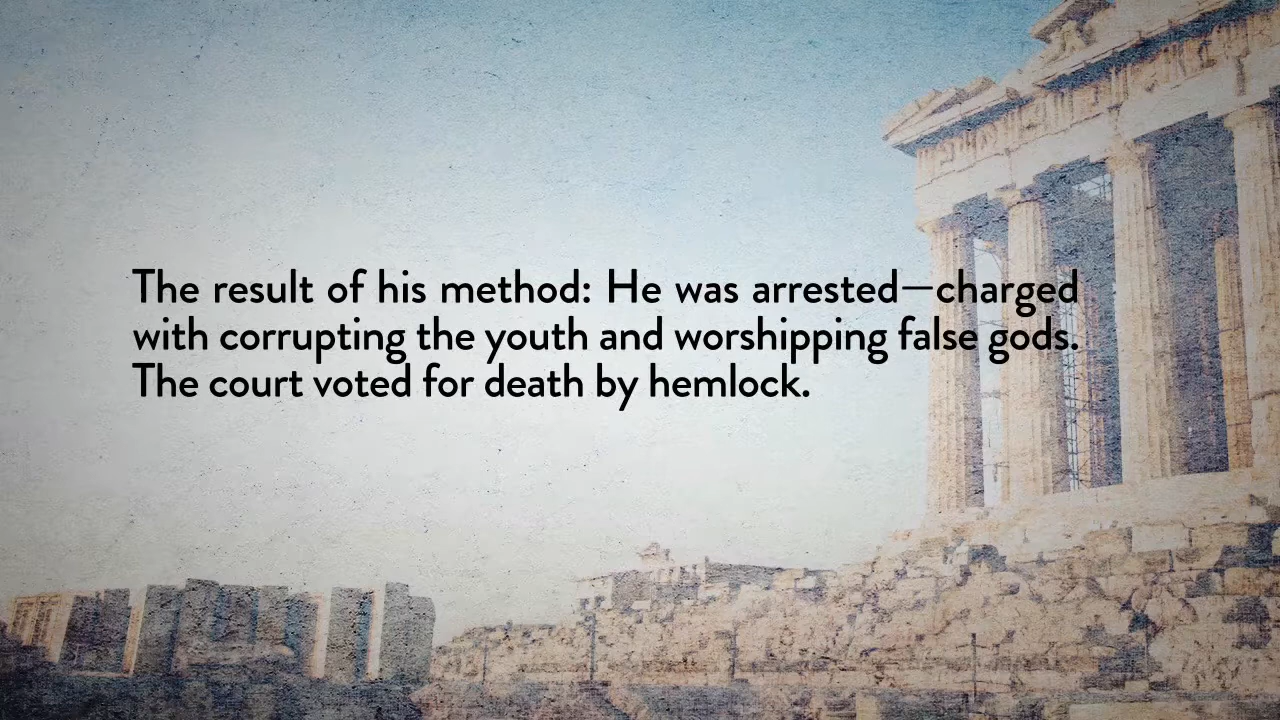 The result of his method: He was arrested—charged
with corrupting the youth and worshipping false gods.
The court voted for death by hemlock.